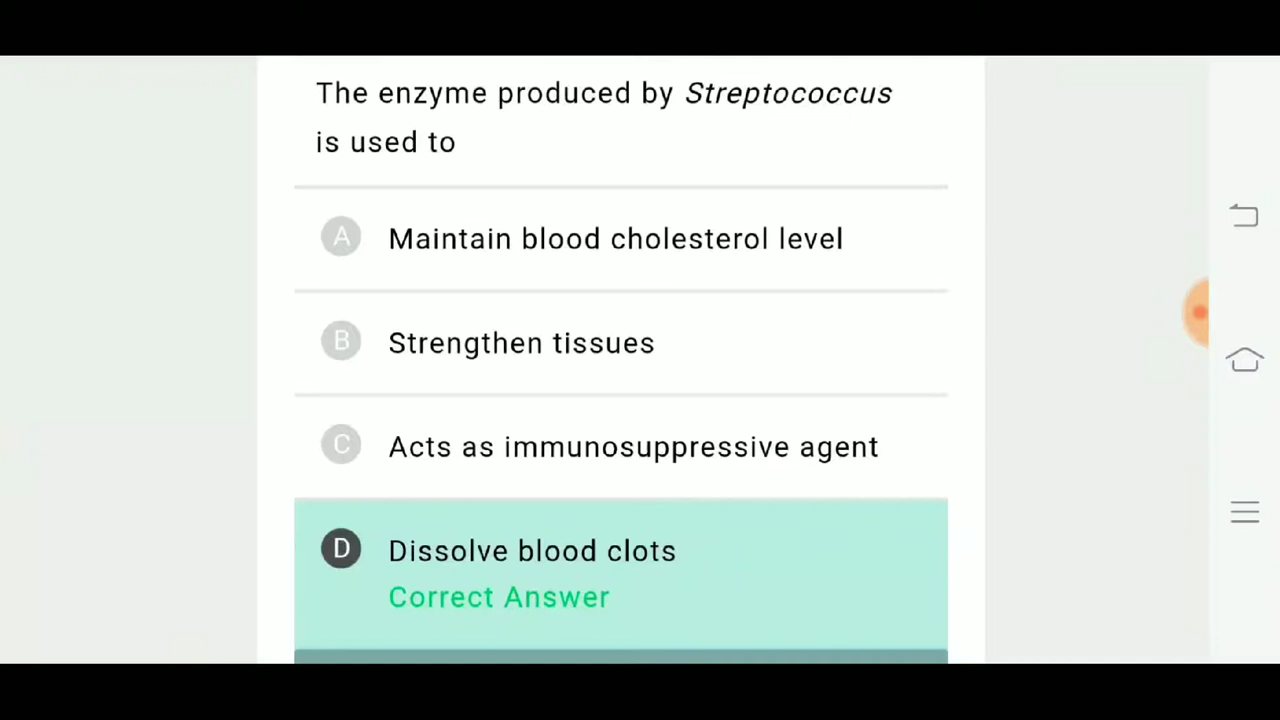 The enzyme produced by Streptococcus
is used to
A Maintain blood cholesterol level
B Strengthen tissues
C Acts as immunosuppressive agent
D Dissolve blood clots
Correct Answer